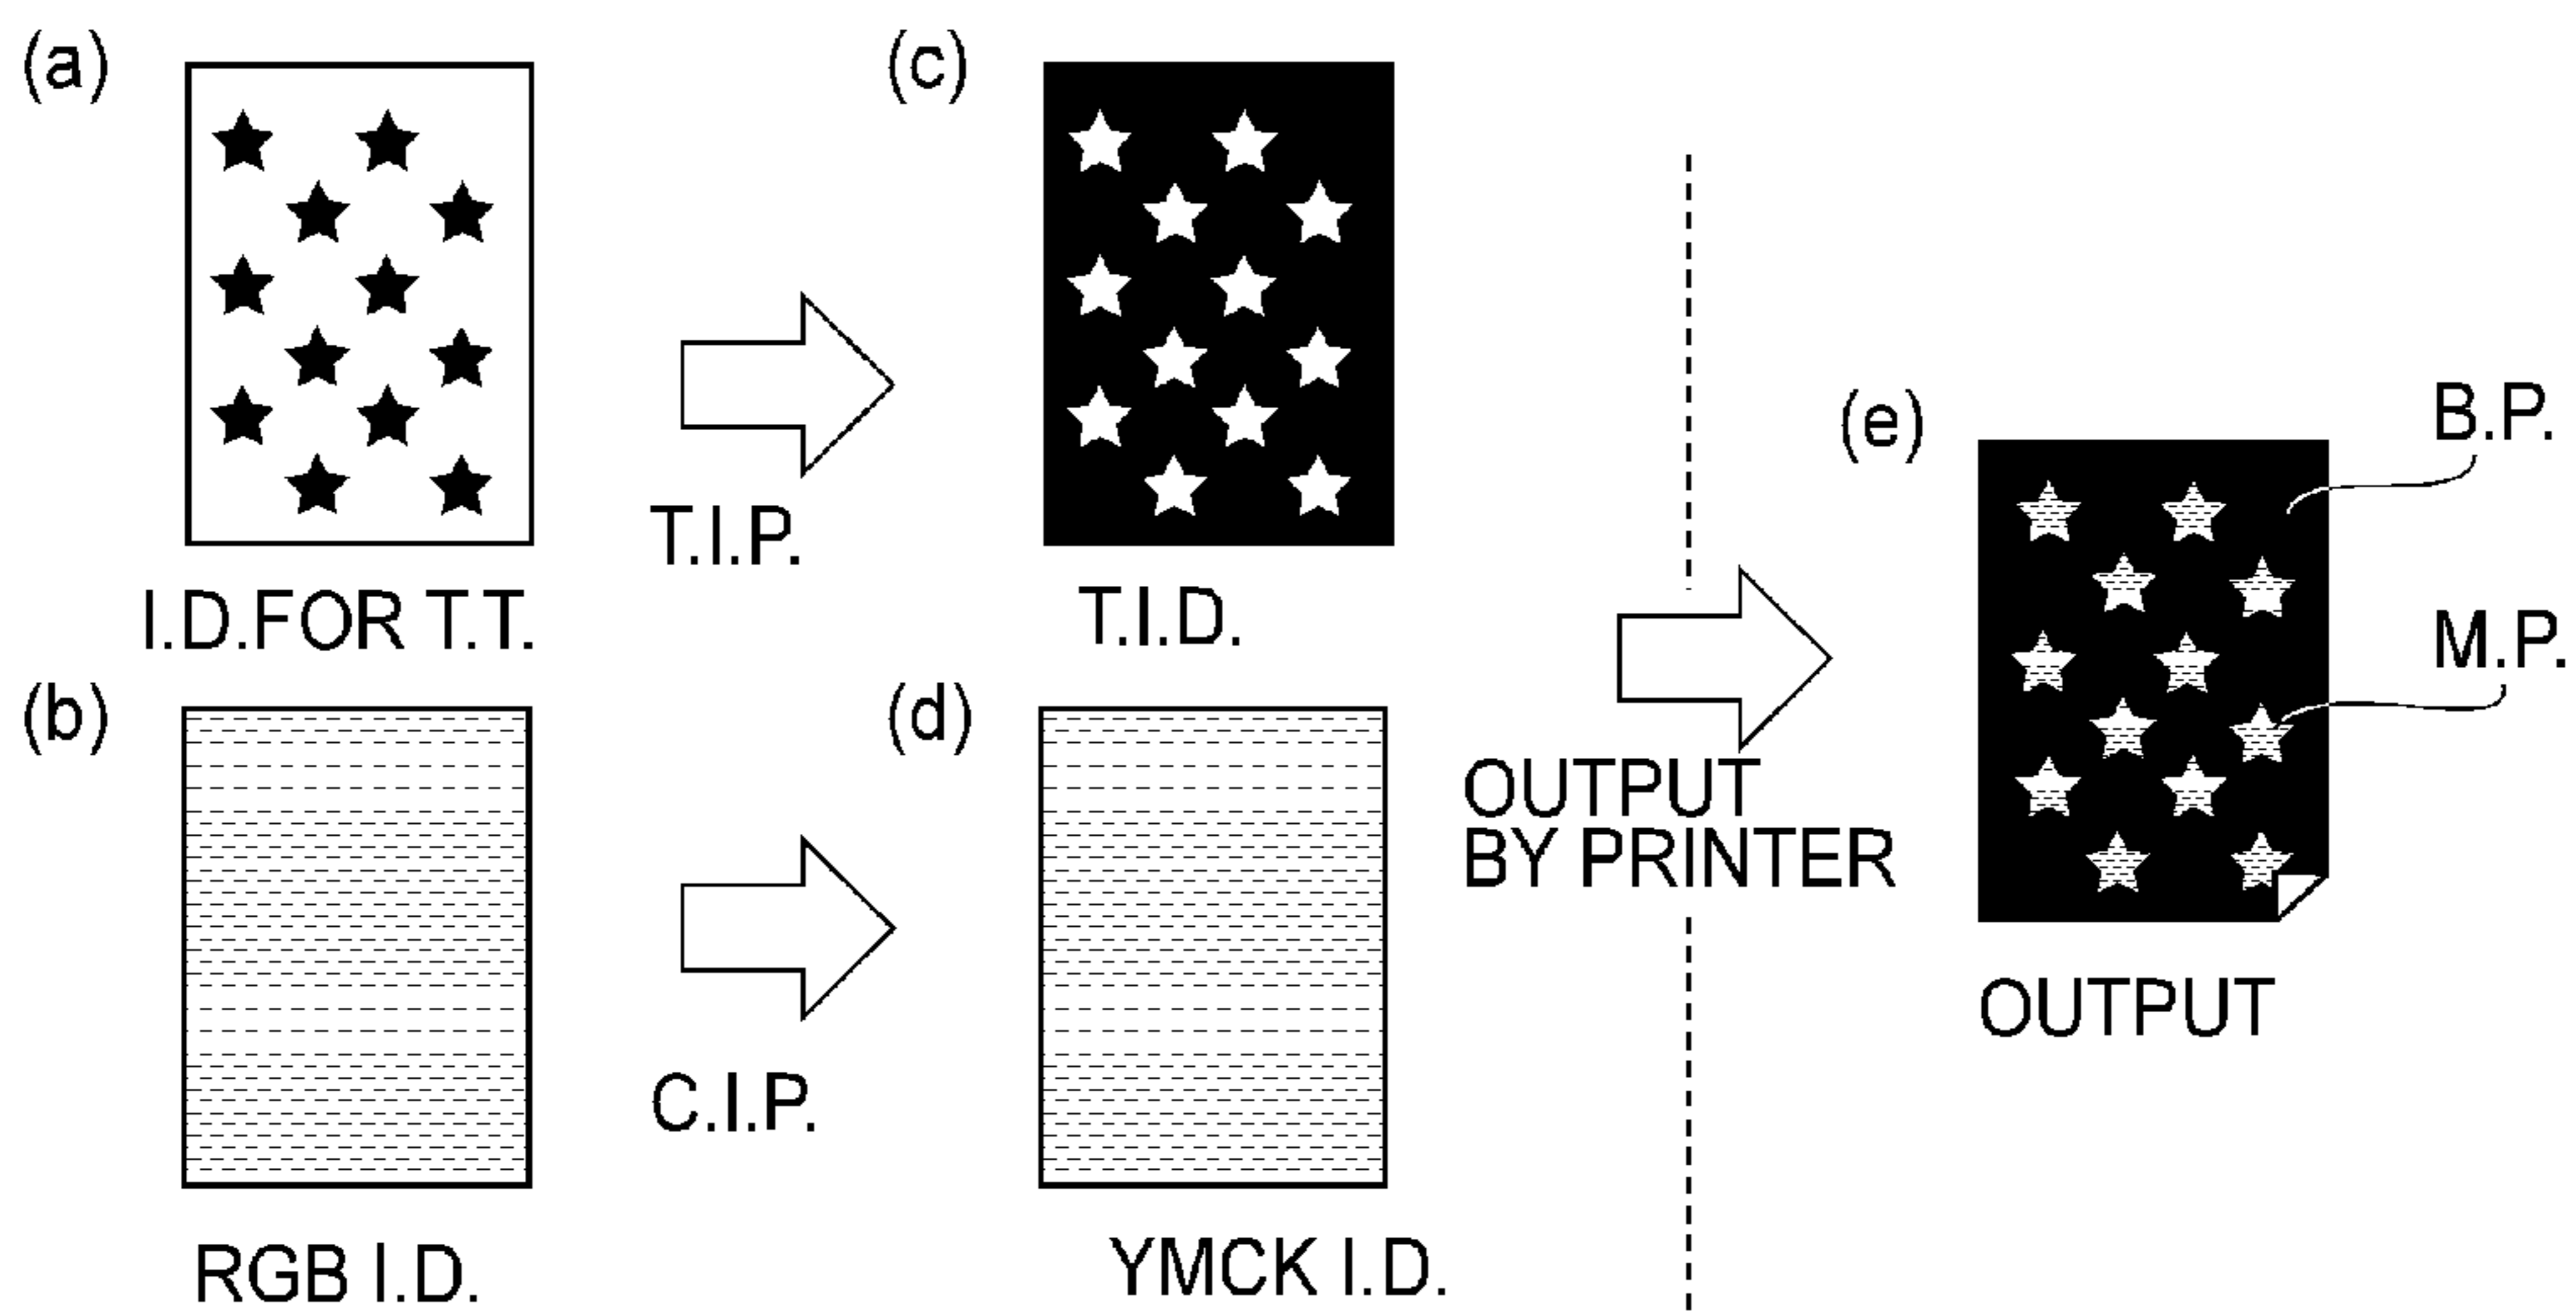 (a)
I.D.FOR T.T.
T.I.P.
(c)
T.I.D.
(b)
RGB I.D.
C.I.P.
(d)
YMCK I.D.
OUTPUT
BY PRINTER
(e)
B.P.
M.P.
OUTPUT